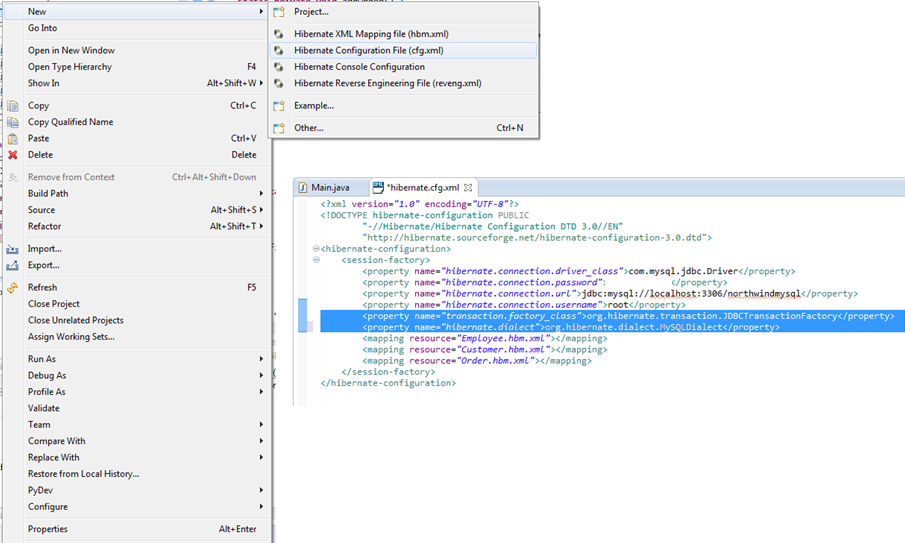 New
Go Into
Open in New Window
Open Type Hierarchy F4
Show In Alt+Shift+W
Copy Ctrl+C
Copy Qualified Name
Paste Ctrl+V
Delete Delete
Remove from Context Ctrl+Alt+Shift+Down
Build Path
Source Alt+Shift+S
Refactor Alt+Shift+T
Import...
Export...
Refresh F5
Close Project
Close Unrelated Projects
Assign Working Sets...
Run As
Debug As
Profile As
Validate
Team
Compare With
Replace With
Restore from Local History...
PyDev
Configure
Properties Alt+Enter
Project...
Hibernate XML Mapping file (hbm.xml)
Hibernate Configuration File (cfg.xml)
Hibernate Console Configuration
Hibernate Reverse Engineering File (reveng.xml)
Example...
Other... Ctrl+N
Main.java *hibernate.cfg.xml
<?xml version="1.0" encoding="UTF-8"?>
<!DOCTYPE hibernate-configuration PUBLIC
"-//Hibernate/Hibernate Configuration DTD 3.0//EN"
"http://hibernate.sourceforge.net/hibernate-configuration-3.0.dtd">
<hibernate-configuration>
<session-factory>
<property name="hibernate.connection.driver_class">com.mysql.jdbc.Driver</property>
<property name="hibernate.connection.password": </property>
<property name="hibernate.connection.url">jdbc:mysql://localhost:3306/northwindmysql</property>
<property name="hibernate.connection.username">root</property>
<property name="transaction.factory_class">org.hibernate.transaction.JDBCTransactionFactory</property>
<property name="hibernate.dialect">org.hibernate.dialect.MySQLDialect</property>
<mapping resource="Employee.hbm.xml"></mapping>
<mapping resource="Customer.hbm.xml"></mapping>
<mapping resource="Order.hbm.xml"></mapping>
</session-factory>
</hibernate-configuration>